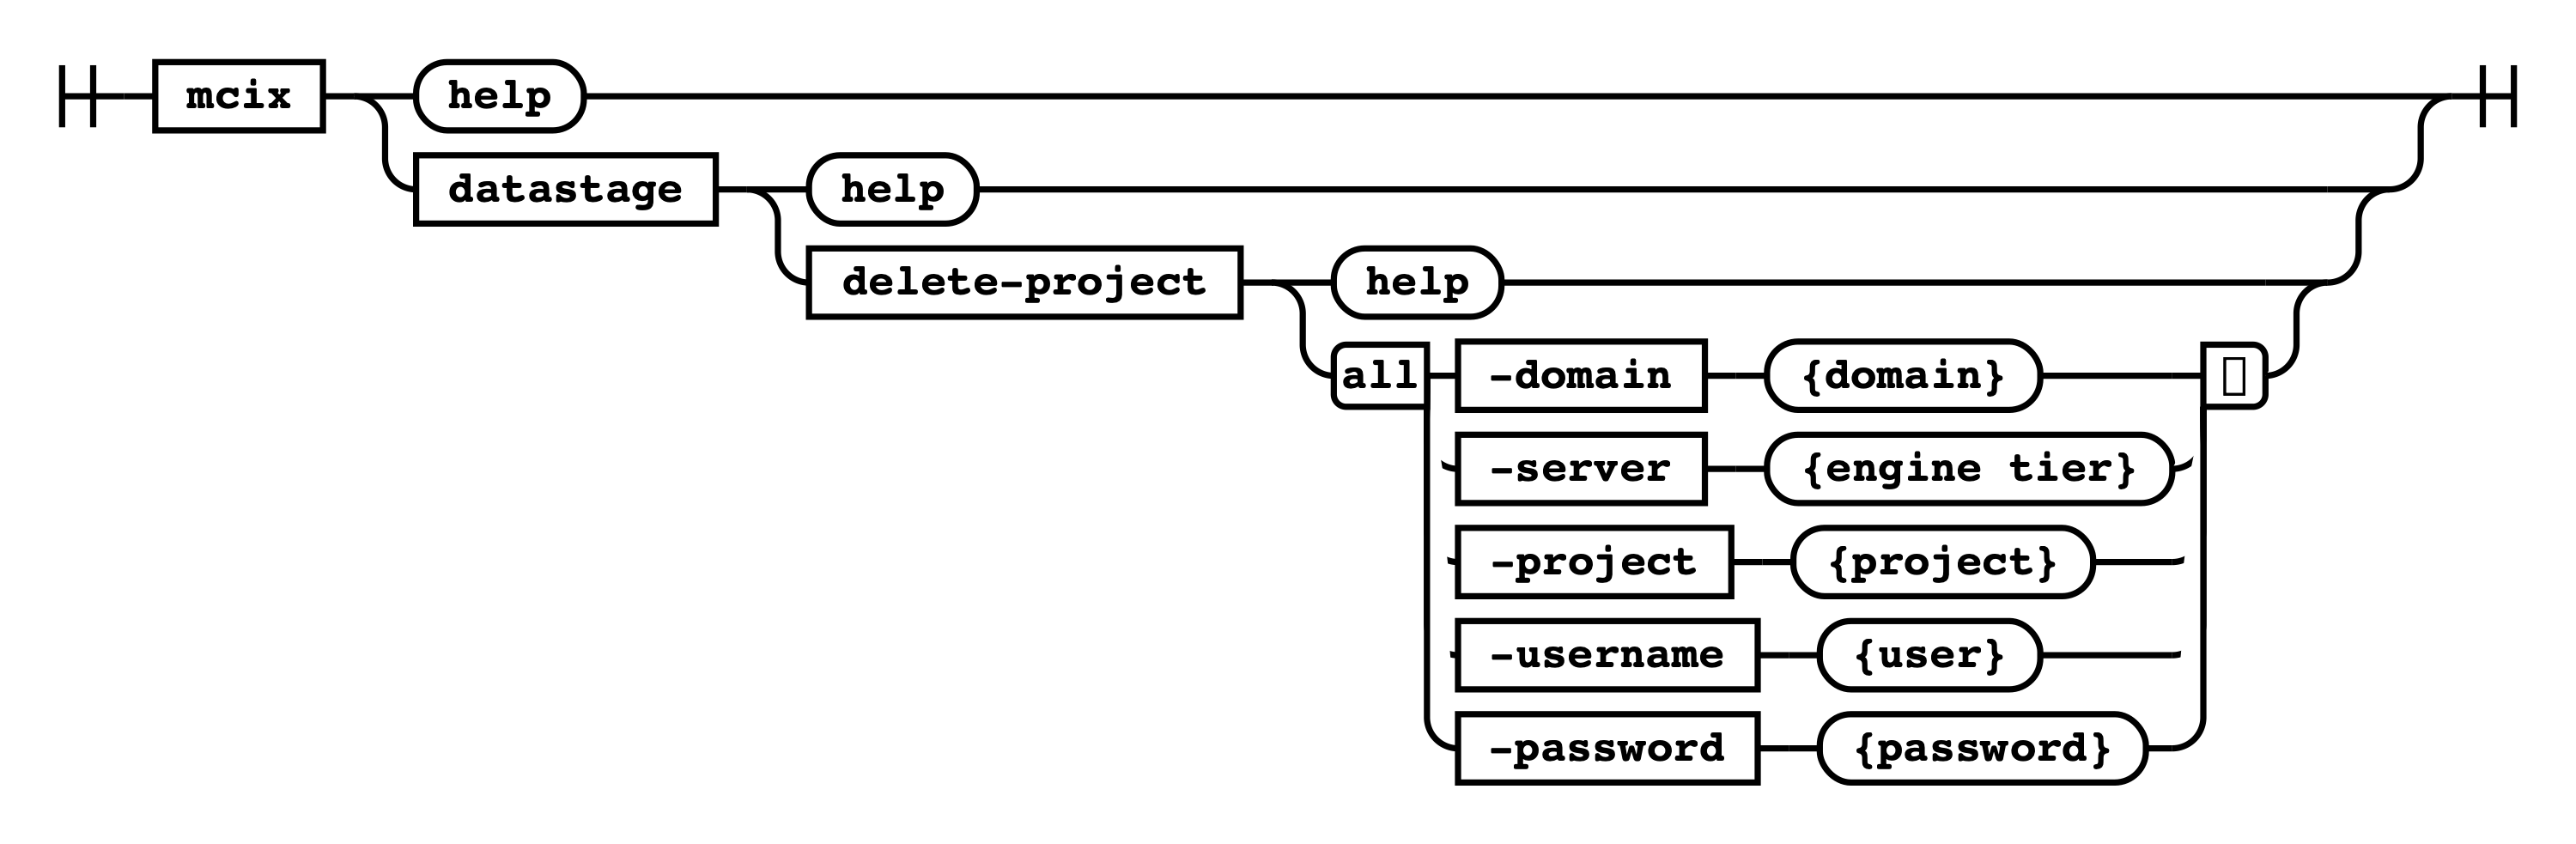 mcix help
datastage help
delete-project help
all -domain {domain}
-server {engine tier}
-project {project}
-username {user}
-password {password}